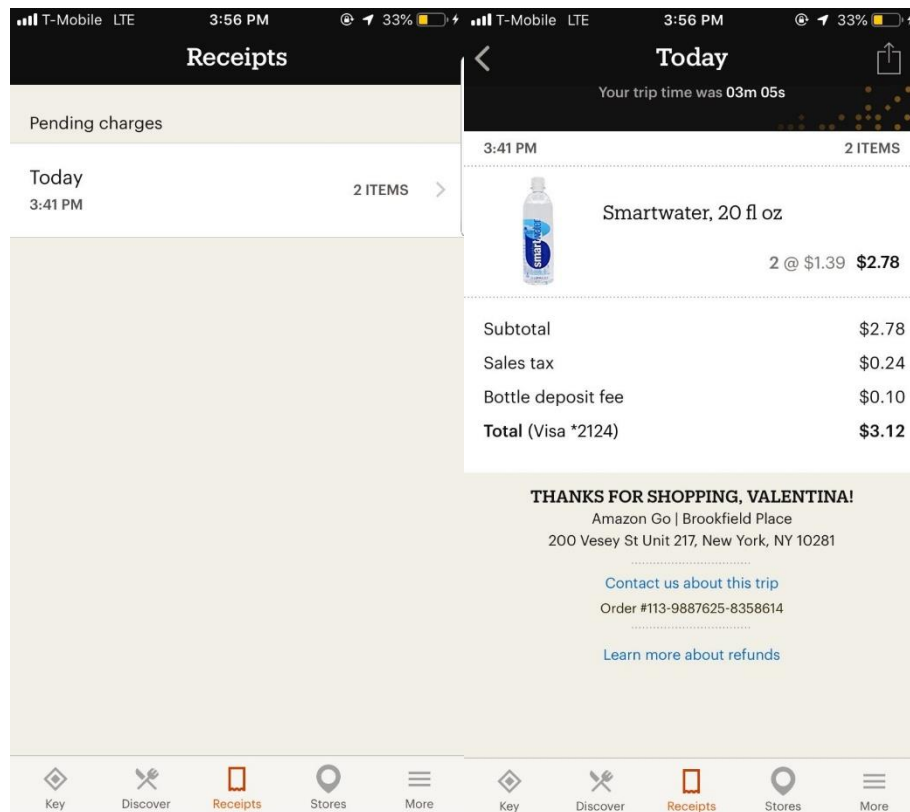 T-Mobile LTE 3:56 PM 33%
Receipts
Pending charges
Today
3:41 PM
2 ITEMS
Key Discover Receipts Stores More
T-Mobile LTE 3:56 PM 33%
Today
Your trip time was 03m 05s
3:41 PM 2 ITEMS
smartwater
Smartwater, 20 fl oz
2 @ $1.39 $2.78
Subtotal $2.78
Sales tax $0.24
Bottle deposit fee $0.10
Total (Visa *2124) $3.12
THANKS FOR SHOPPING, VALENTINA!
Amazon Go | Brookfield Place
200 Vesey St Unit 217, New York, NY 10281
Contact us about this trip
Order #113-9887625-8358614
Learn more about refunds
Key Discover Receipts Stores More